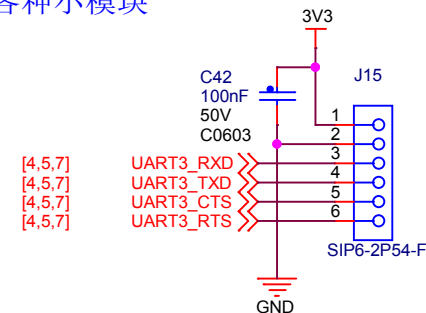 各种小模块
3V3
C42
100nF
50V
C0603
J15
1
2
3
4
5
6
[4,5,7] UART3_RXD
[4,5,7] UART3_TXD
[4,5,7] UART3_CTS
[4,5,7] UART3_RTS
SIP6-2P54-F
GND